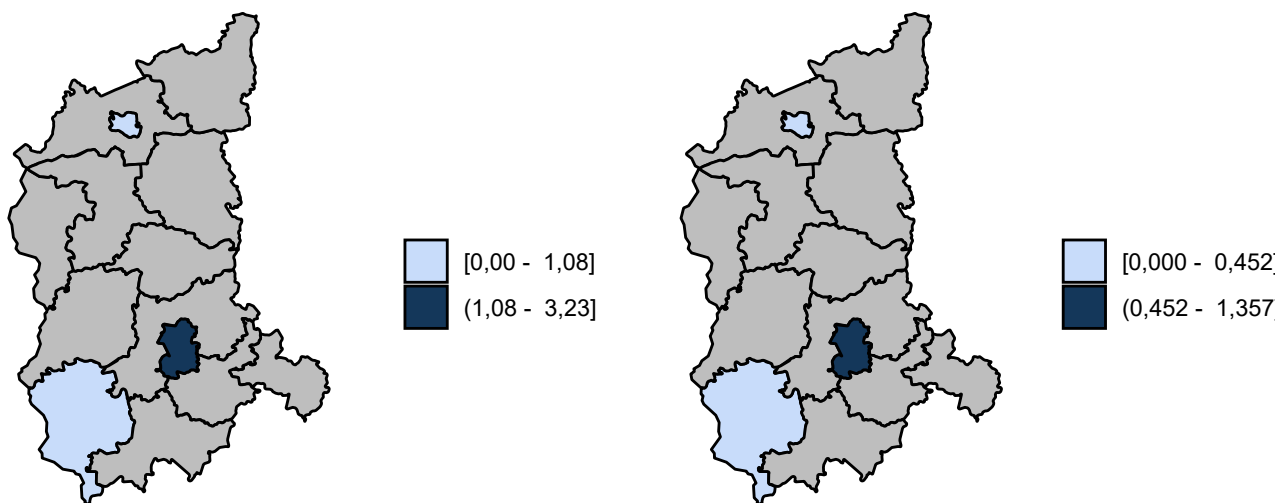 [0,00 - 1,08]
(1,08 - 3,23]
[0,000 - 0,452]
(0,452 - 1,357]